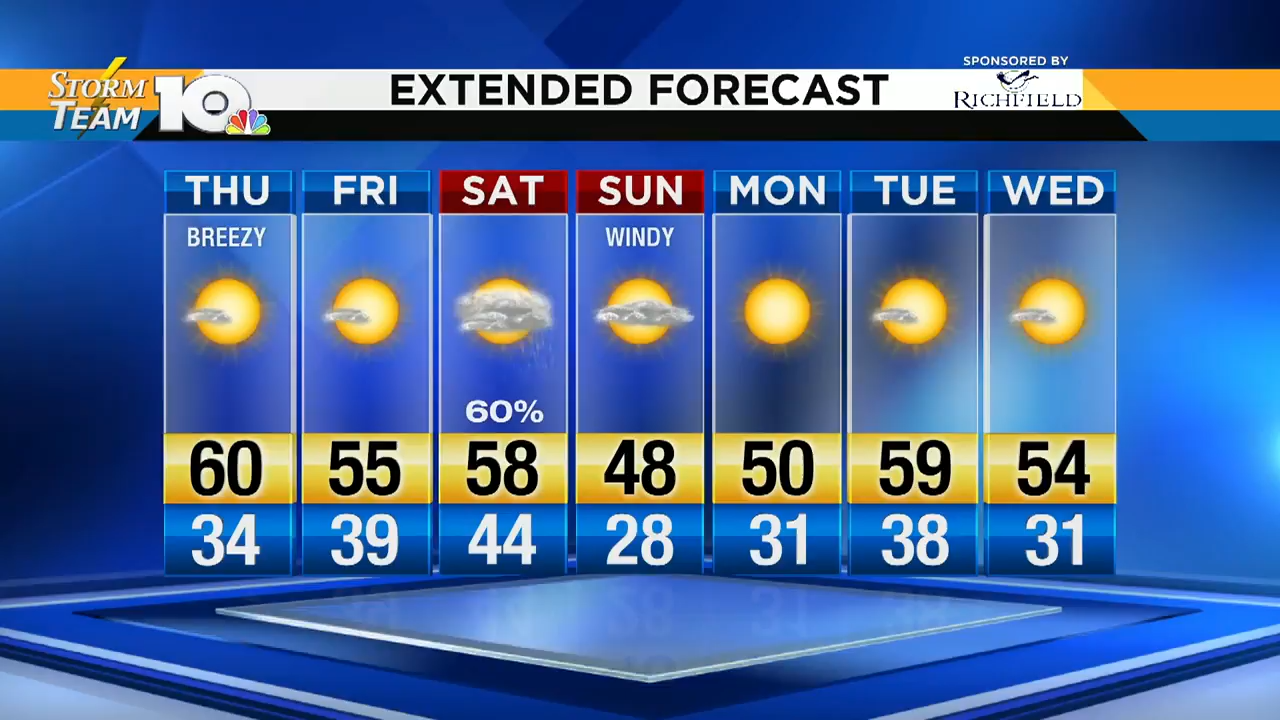 SPONSORED BY
STORM
TEAM
10
EXTENDED FORECAST
RICHFIELD
THU FRI SAT SUN MON TUE WED
BREEZY WINDY
60%
60 55 58 48 50 59 54
34 39 44 28 31 38 31